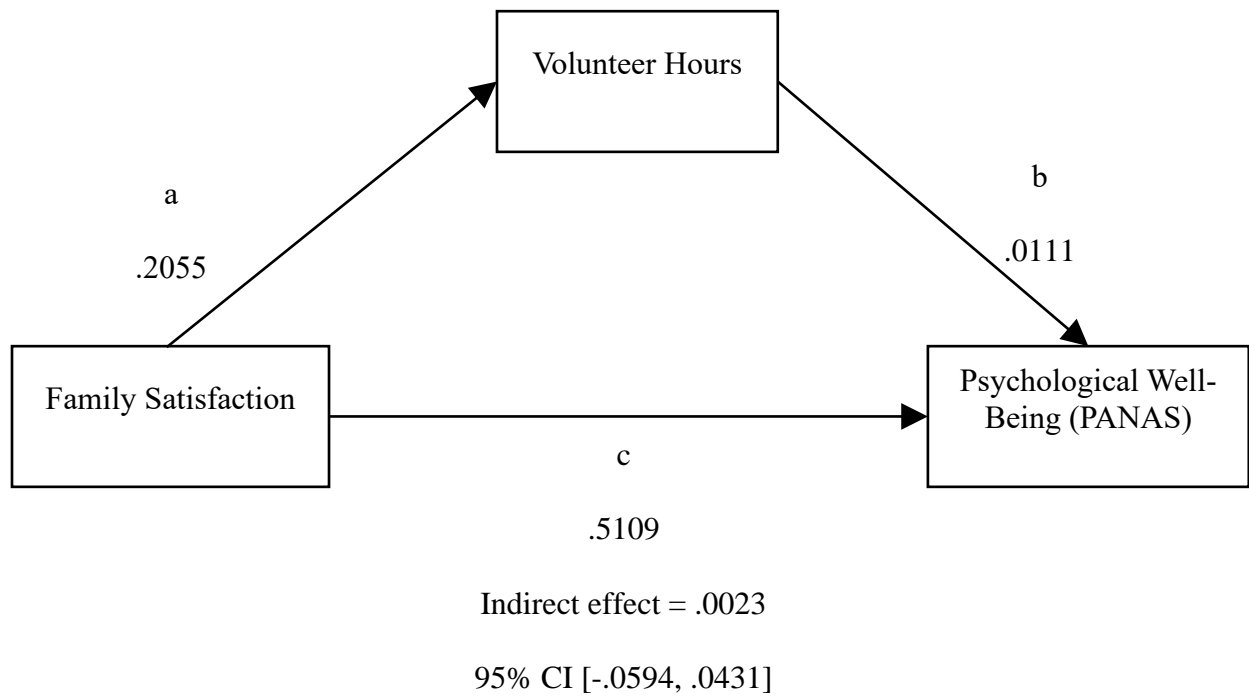 Volunteer Hours
a
.2055
b
.0111
Family Satisfaction
Psychological Well-
Being (PANAS)
c
.5109
Indirect effect = .0023
95% CI [-.0594, .0431]